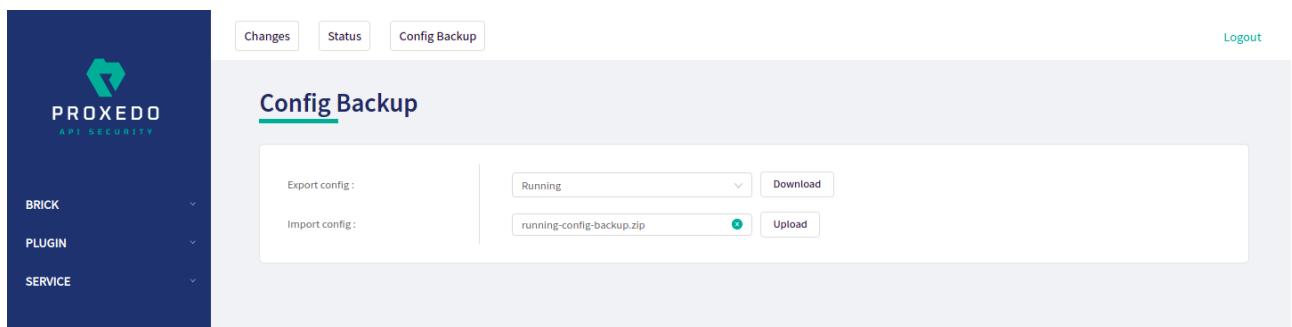 Changes Status Config Backup Logout
PROXEDO
API SECURITY
Config Backup
Export config : Running Download
Import config : running-config-backup.zip Upload
BRICK
PLUGIN
SERVICE